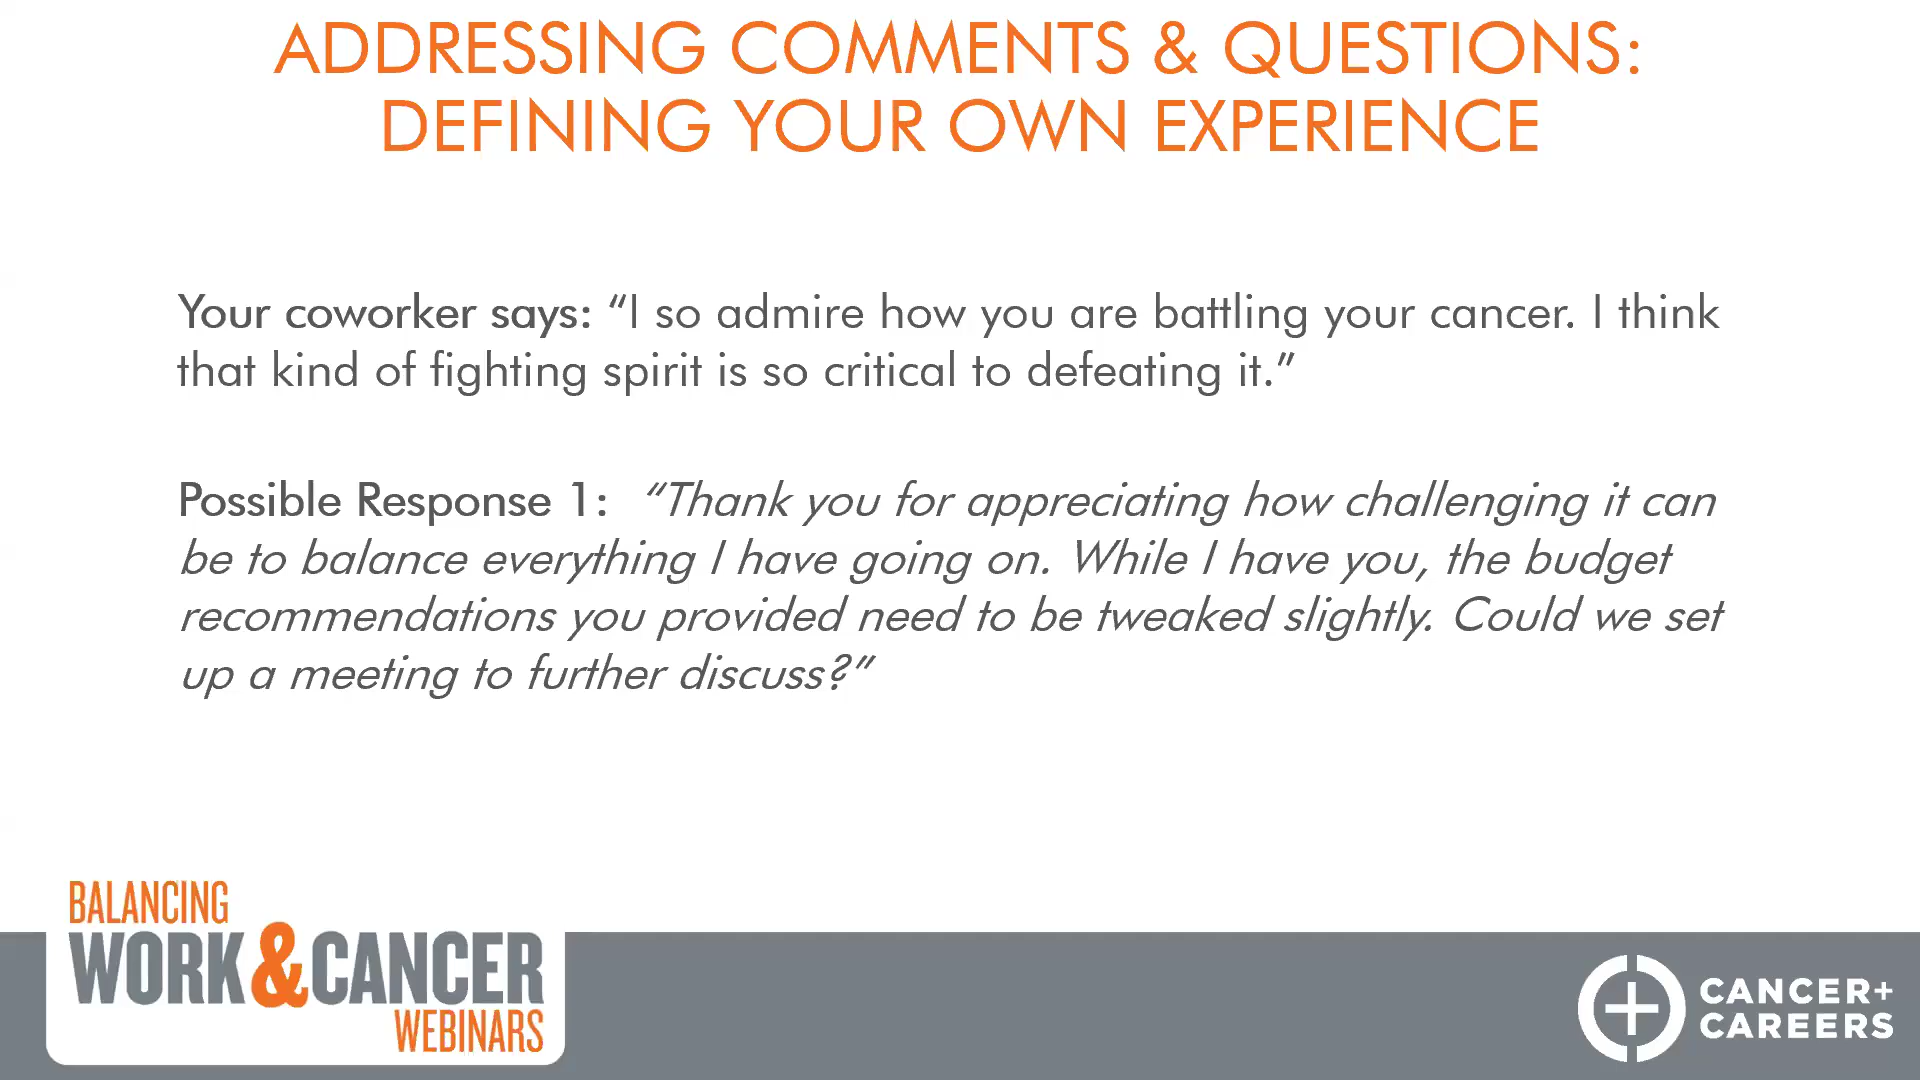 ADDRESSING COMMENTS & QUESTIONS:
DEFINING YOUR OWN EXPERIENCE
Your coworker says: “I so admire how you are battling your cancer. I think
that kind of fighting spirit is so critical to defeating it.”
Possible Response 1: “Thank you for appreciating how challenging it can
be to balance everything I have going on. While I have you, the budget
recommendations you provided need to be tweaked slightly. Could we set
up a meeting to further discuss?”
BALANCING
WORK & CANCER
WEBINARS
CANCER+
CAREERS